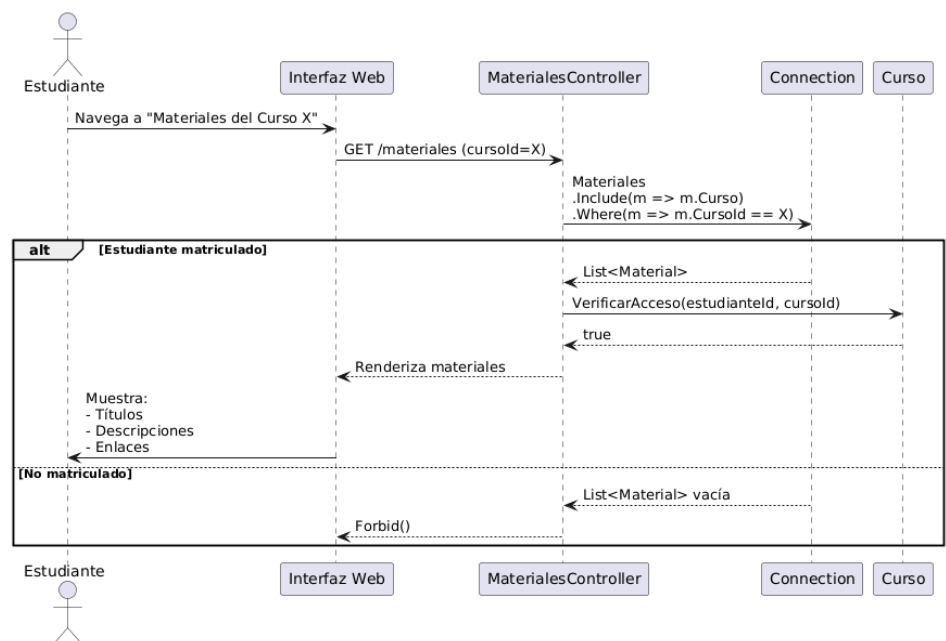 Estudiante
Interfaz Web
MaterialesController
Connection
Curso
Navega a "Materiales del Curso X"
GET /materiales (cursoId=X)
Materiales
.Include(m => m.Curso)
.Where(m => m.CursoId == X)
alt
[Estudiante matriculado]
List<Material>
VerificarAcceso(estudianteId, cursoId)
true
Renderiza materiales
Muestra:
- Títulos
- Descripciones
- Enlaces
[No matriculado]
List<Material> vacía
Forbid()
Estudiante
Interfaz Web
MaterialesController
Connection
Curso